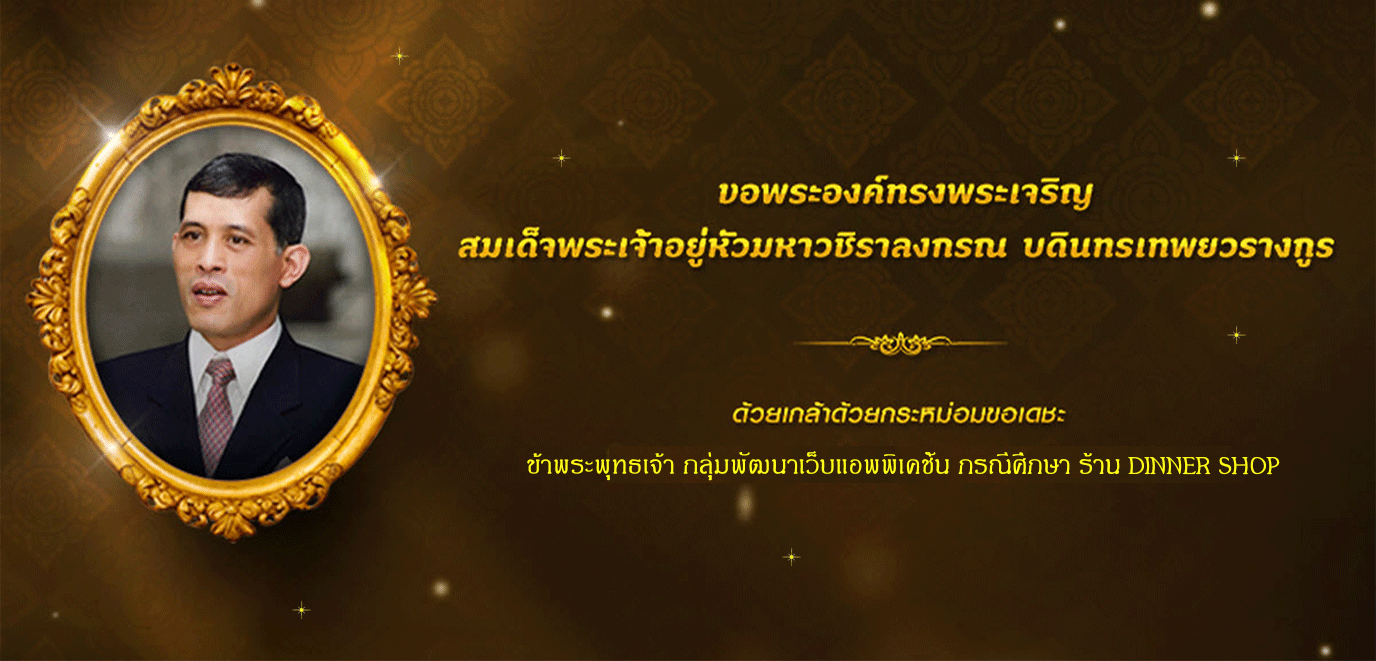 ขอพระองค์ทรงพระเจริญ
สมเด็จพระเจ้าอยู่หัวมหาวชิราลงกรณ บดินทรเทพยวรางกูร
ด้วยเกล้าด้วยกระหม่อมขอเดชะ
ข้าพระพุทธเจ้า กลุ่มพัฒนาเว็บแอพพิเคชั่น กรณีศึกษา ร้าน DINNER SHOP